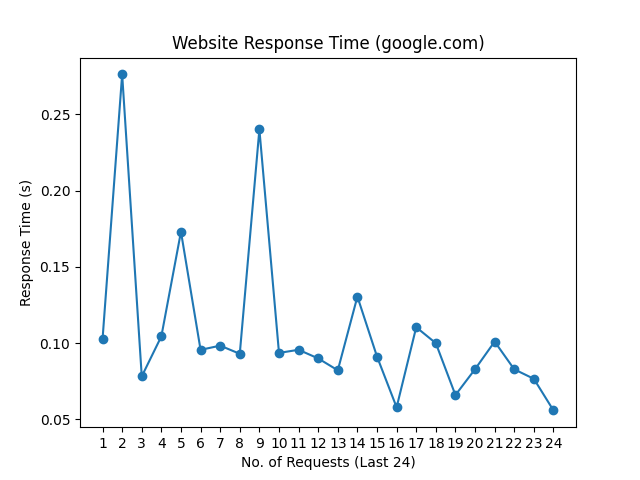 Website Response Time (google.com)
0.25
0.20
0.15
0.10
0.05
Response Time (s)
1 2 3 4 5 6 7 8 9 10 11 12 13 14 15 16 17 18 19 20 21 22 23 24
No. of Requests (Last 24)